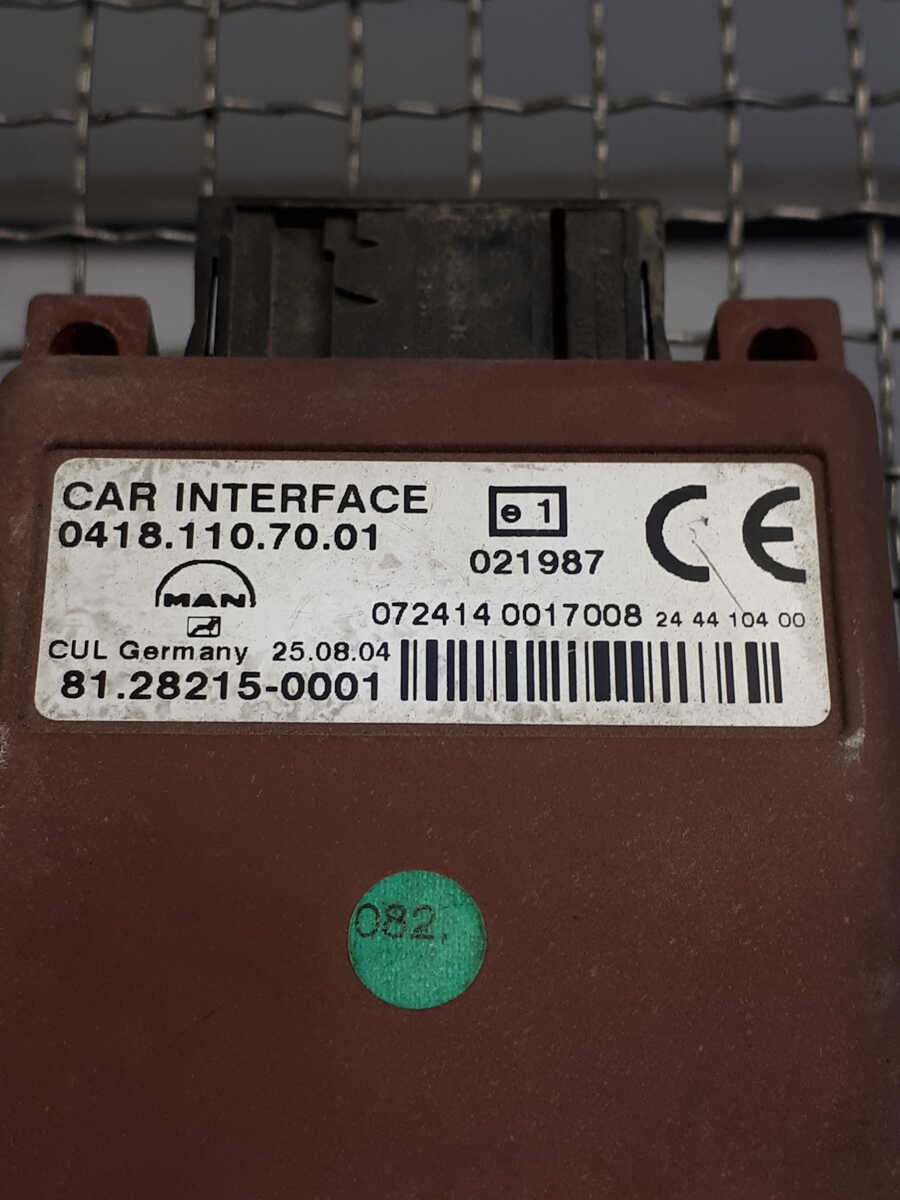 CAR INTERFACE
0418.110.70.01
e 1
021987
CE
MAN
072414 0017008 24 44 104 00
CUL Germany 25.08.04
81.28215-0001
082.